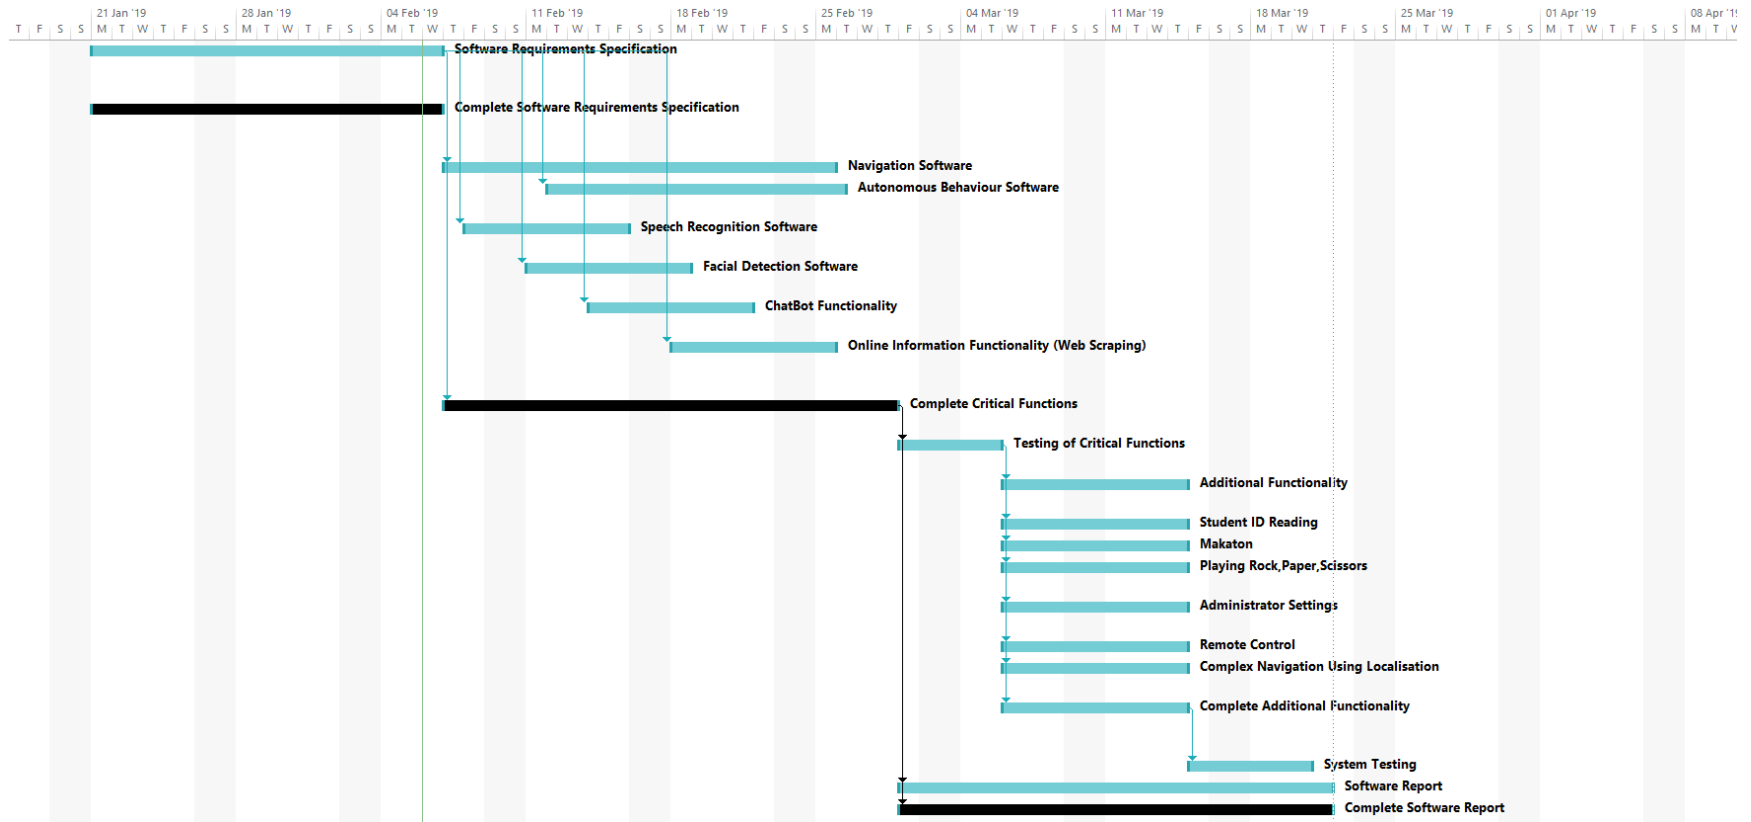 21 Jan '19 28 Jan '19 04 Feb '19 11 Feb '19 18 Feb '19 25 Feb '19 04 Mar '19 11 Mar '19 18 Mar '19 25 Mar '19 01 Apr '19 08 Apr '19
T F S S M T W T F S S M T W T F S S M T W T F S S M T W T F S S M T W T F S S M T W T F S S M T W T F S S M T W T F S S M T W T F S S M T W T F S S M T W T F S S M T W
Software Requirements Specification
Complete Software Requirements Specification
Navigation Software
Autonomous Behaviour Software
Speech Recognition Software
Facial Detection Software
ChatBot Functionality
Online Information Functionality (Web Scraping)
Complete Critical Functions
Testing of Critical Functions
Additional Functionality
Student ID Reading
Makaton
Playing Rock,Paper,Scissors
Administrator Settings
Remote Control
Complex Navigation Using Localisation
Complete Additional Functionality
System Testing
Software Report
Complete Software Report